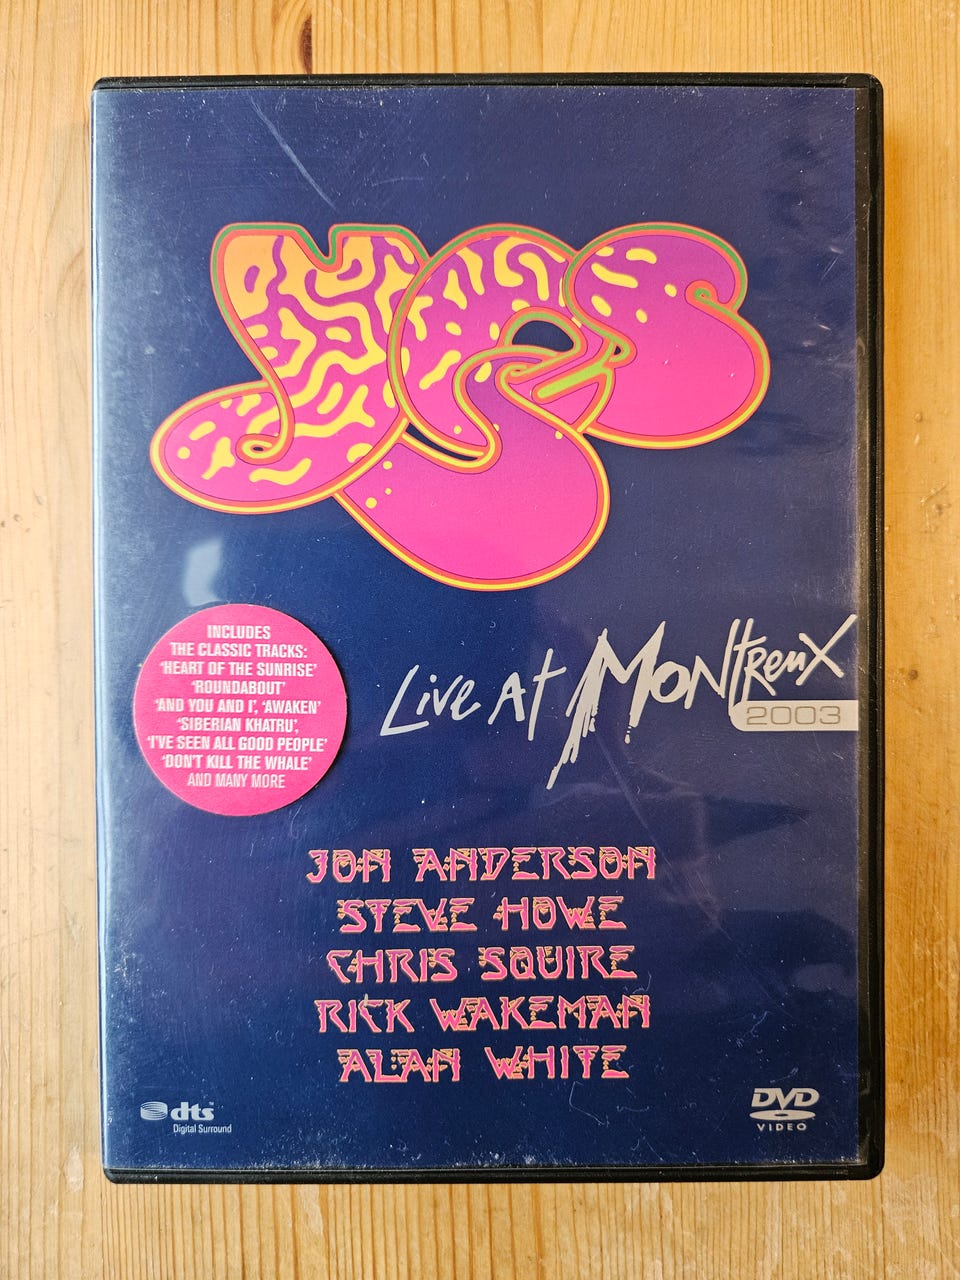 yes
INCLUDES
THE CLASSIC TRACKS:
'HEART OF THE SUNRISE'
'ROUNDABOUT'
'AND YOU AND I', 'AWAKEN'
'SIBERIAN KHATRU',
'I'VE SEEN ALL GOOD PEOPLE'
'DON'T KILL THE WHALE'
AND MANY MORE
Live At Montreux
2003
JON ANDERSON
STEVE HOWE
CHRIS SQUIRE
RICK WAKEMAN
ALAN WHITE
dts™
Digital Surround
DVD
VIDEO